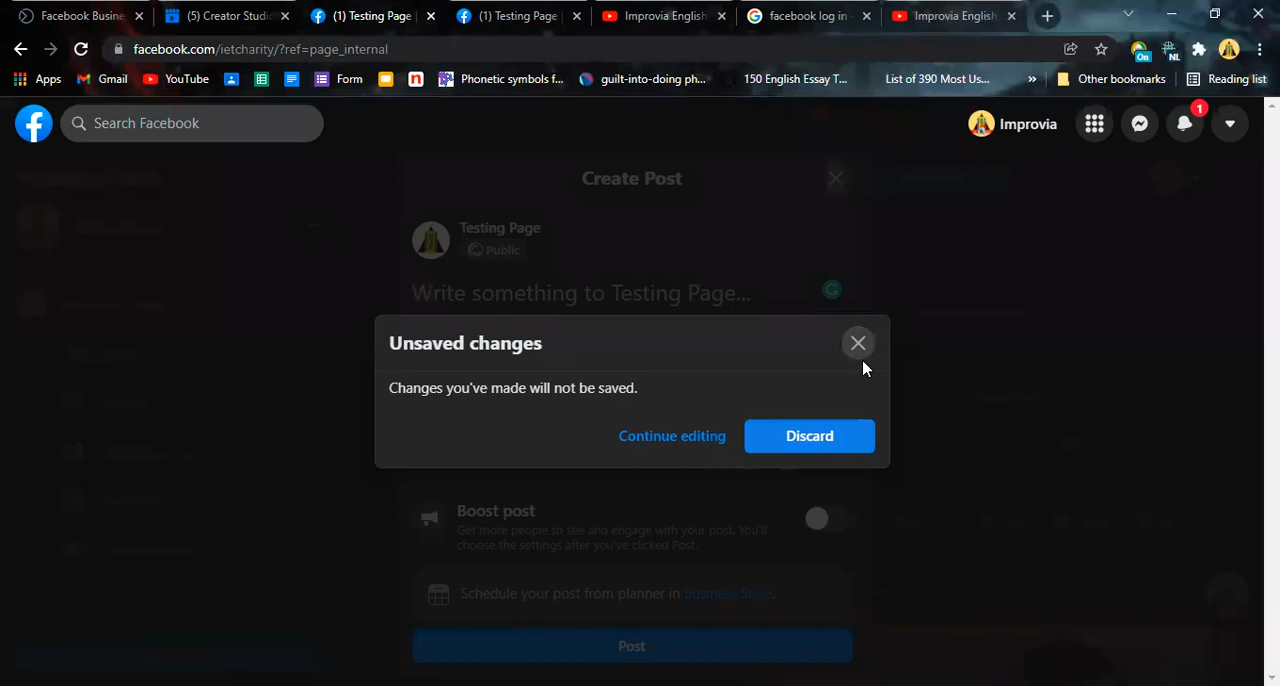 Facebook Busine
(5) Creator Studi
(1) Testing Page
(1) Testing Page
Improvia English
facebook log in -
Improvia English
facebook.com/ietcharity/?ref=page_internal
On
NL
Apps
Gmail
YouTube
Form
Phonetic symbols f...
guilt-into-doing ph...
150 English Essay T...
List of 390 Most Us...
»
Other bookmarks
Reading list
Search Facebook
Improvia
1
Create Post
Testing Page
Public
Write something to Testing Page...
Unsaved changes
Changes you've made will not be saved.
Continue editing
Discard
Boost post
Get more people to see and engage with your post. You'll
choose the settings after you've clicked Post.
Schedule your post from planner in Business Suite.
Post